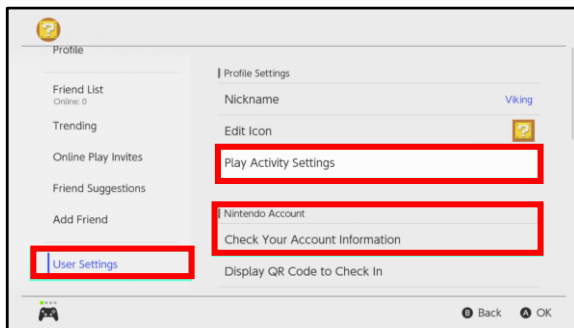 Profile
Friend List
Online: 0
Trending
Online Play Invites
Friend Suggestions
Add Friend
User Settings
Profile Settings
Nickname
Viking
Edit Icon
?
Play Activity Settings
Nintendo Account
Check Your Account Information
Display QR Code to Check In
B Back
A OK